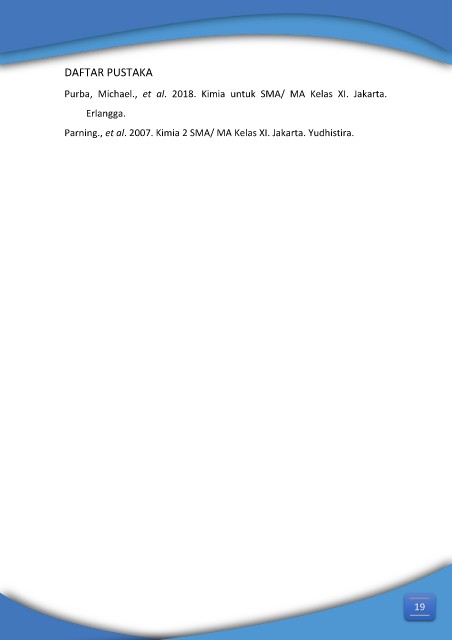 DAFTAR PUSTAKA
Purba, Michael., et al. 2018. Kimia untuk SMA/ MA Kelas XI. Jakarta.
Erlangga.
Parning., et al. 2007. Kimia 2 SMA/ MA Kelas XI. Jakarta. Yudhistira.
19